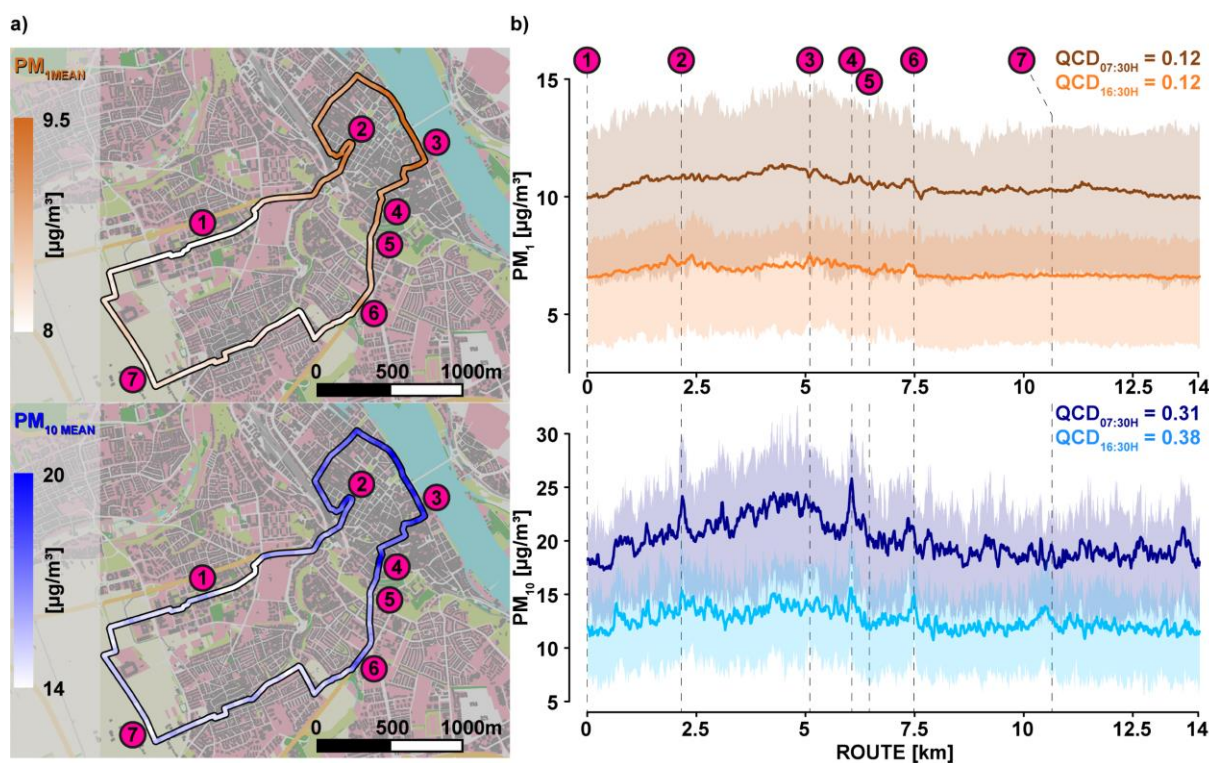 a)
PM1MEAN
9.5
[µg/m³]
8
1
2
3
4
5
6
7
0 500 1000m
PM10 MEAN
20
[µg/m³]
14
1
2
3
4
5
6
7
0 500 1000m
b)
1 2 3 4 5 6 7
QCD07:30H = 0.12
QCD16:30H = 0.12
15
10
5
PM1 [µg/m³]
0 2.5 5 7.5 10 12.5 14
QCD07:30H = 0.31
QCD16:30H = 0.38
30
25
20
15
10
5
PM10 [µg/m³]
0 2.5 5 7.5 10 12.5 14
ROUTE [km]